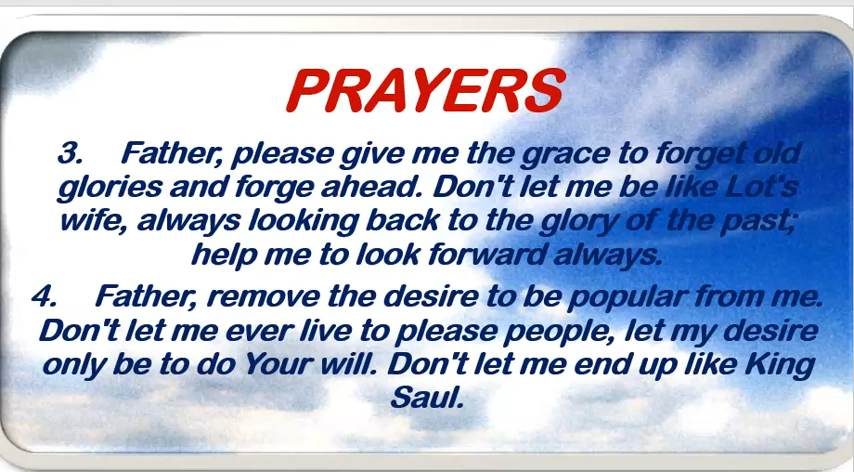 PRAYERS
3. Father, please give me the grace to forget old
glories and forge ahead. Don't let me be like Lot's
wife, always looking back to the glory of the past;
help me to look forward always.
4. Father, remove the desire to be popular from me.
Don't let me ever live to please people, let my desire
only be to do Your will. Don't let me end up like King
Saul.